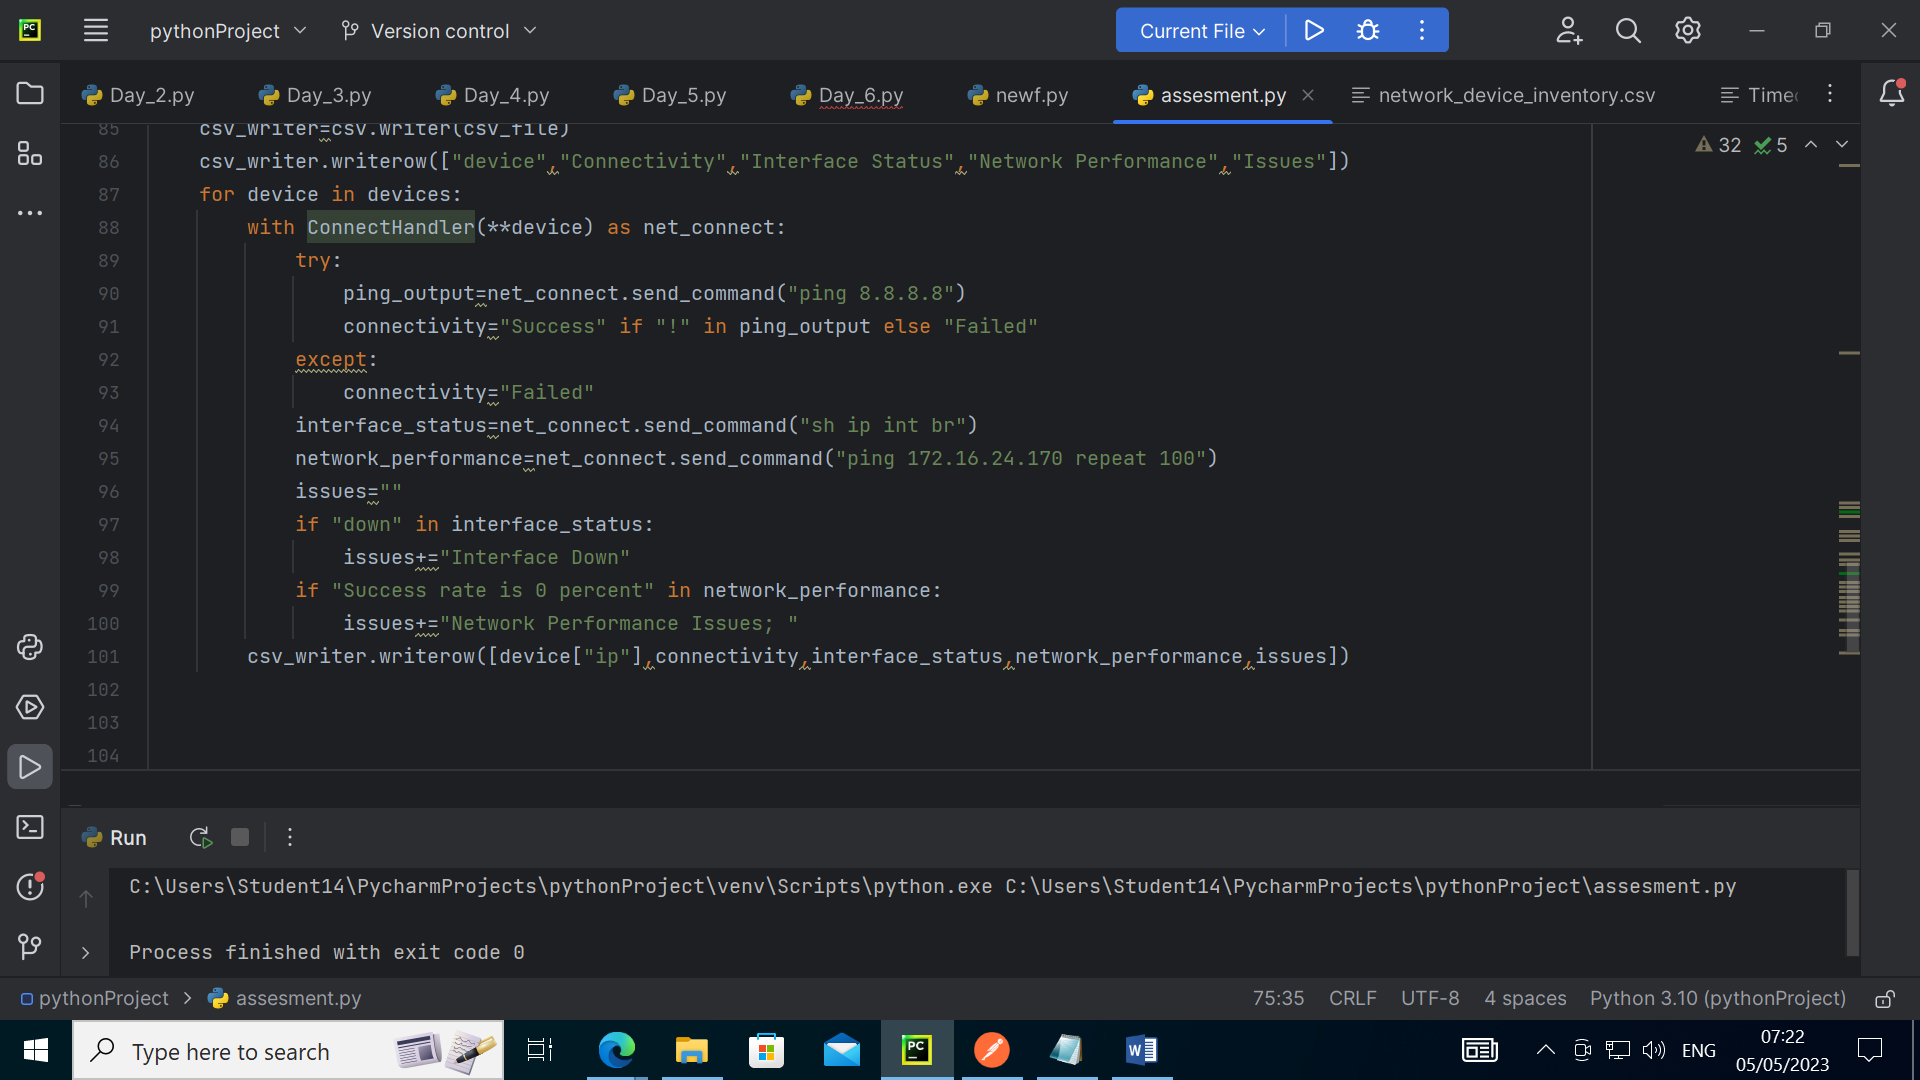 PC
pythonProject
Version control
Current File
Day_2.py
Day_3.py
Day_4.py
Day_5.py
Day_6.py
newf.py
assesment.py
network_device_inventory.csv
32
5
85 csv_writer=csv.writer(csv_file)
86 csv_writer.writerow(["device","Connectivity","Interface Status","Network Performance","Issues"])
87 for device in devices:
88 with ConnectHandler(**device) as net_connect:
89 try:
90 ping_output=net_connect.send_command("ping 8.8.8.8")
91 connectivity="Success" if "!" in ping_output else "Failed"
92 except:
93 connectivity="Failed"
94 interface_status=net_connect.send_command("sh ip int br")
95 network_performance=net_connect.send_command("ping 172.16.24.170 repeat 100")
96 issues=""
97 if "down" in interface_status:
98 issues+="Interface Down"
99 if "Success rate is 0 percent" in network_performance:
100 issues+="Network Performance Issues; "
101 csv_writer.writerow([device["ip"],connectivity,interface_status,network_performance,issues])
102
103
104
Run
C:\Users\Student14\PycharmProjects\pythonProject\venv\Scripts\python.exe C:\Users\Student14\PycharmProjects\pythonProject\assesment.py
Process finished with exit code 0
pythonProject > assesment.py
75:35 CRLF UTF-8 4 spaces Python 3.10 (pythonProject)
Type here to search
PC
W
ENG
07:22
05/05/2023